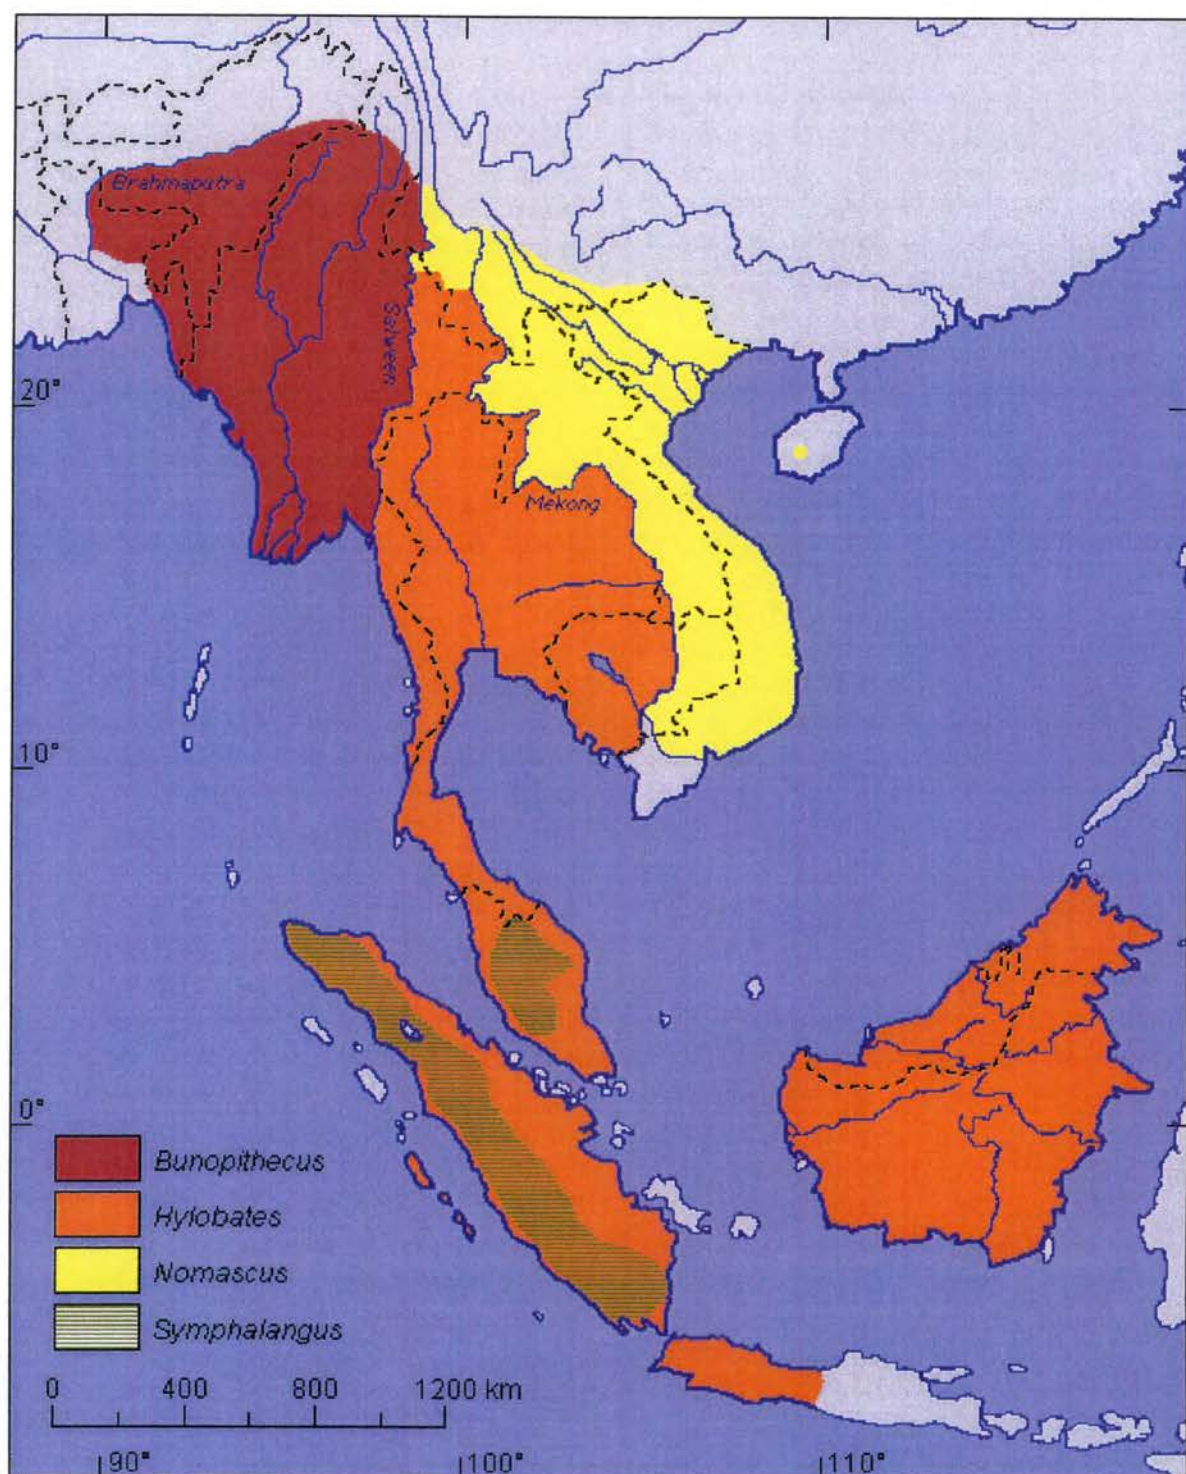 Brahmaputra
Salween
20°
Mekong
10°
0°
Bunopithecus
Hylobates
Nomascus
Symphalangus
0 400 800 1200 km
90° 100° 110°